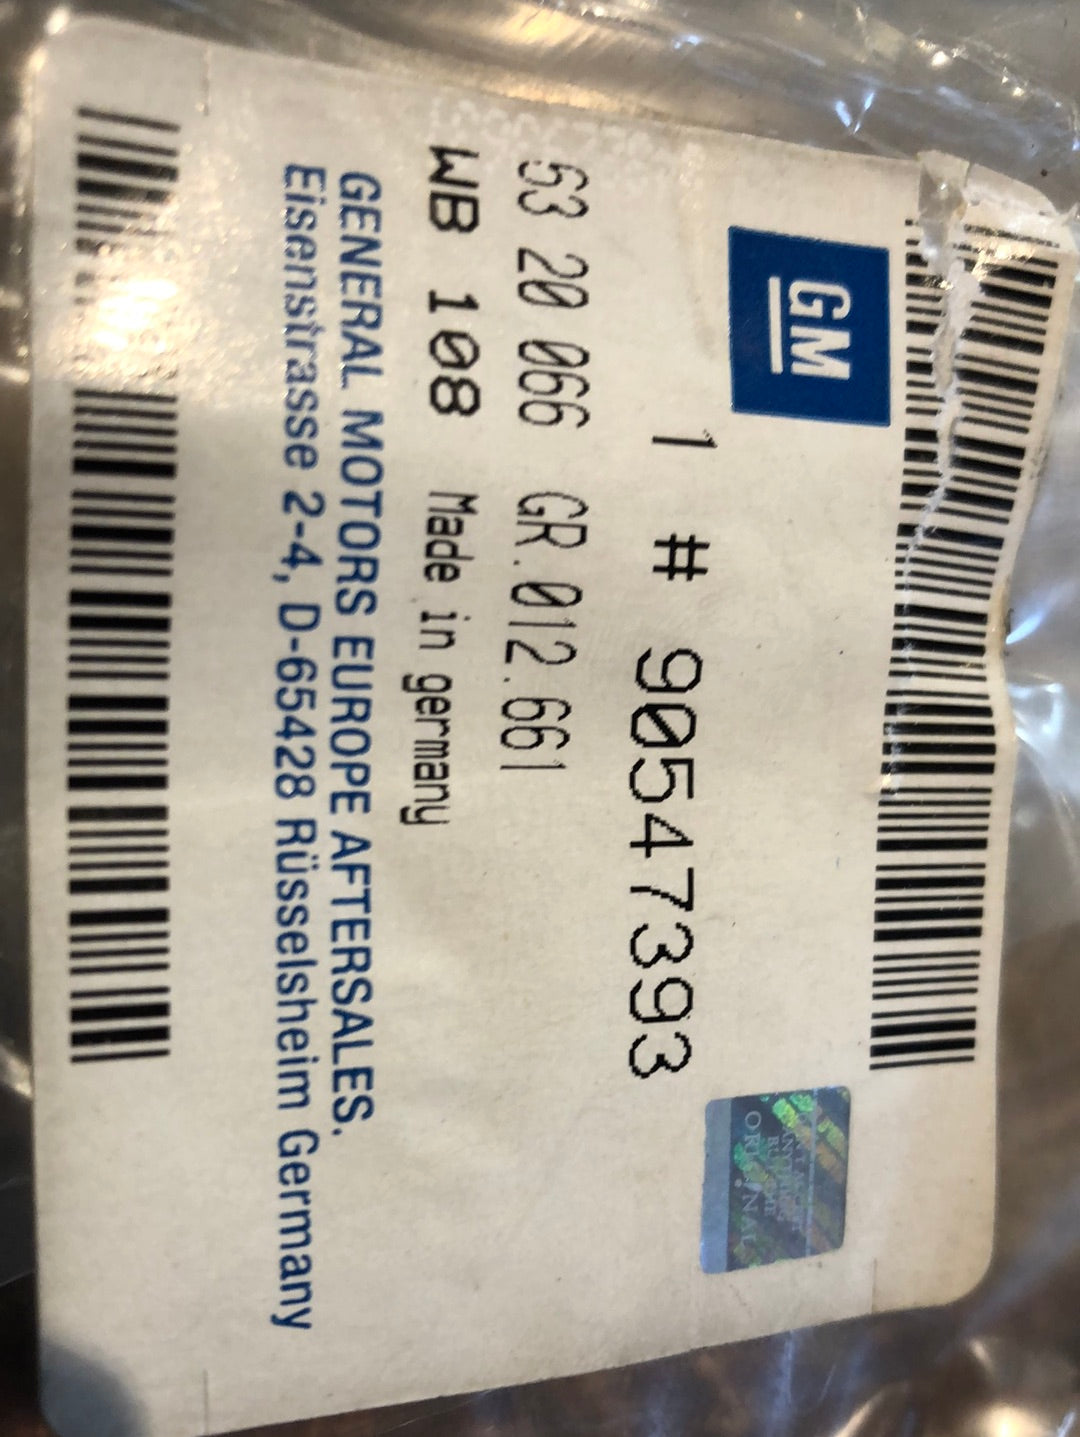 GM
1 # 90547393
63 20 066 GR.012.661
WB 108 Made in germany
GENERAL MOTORS EUROPE AFTERSALES.
Eisenstrasse 2-4, D-65428 Rüsselsheim Germany
ORIGINAL